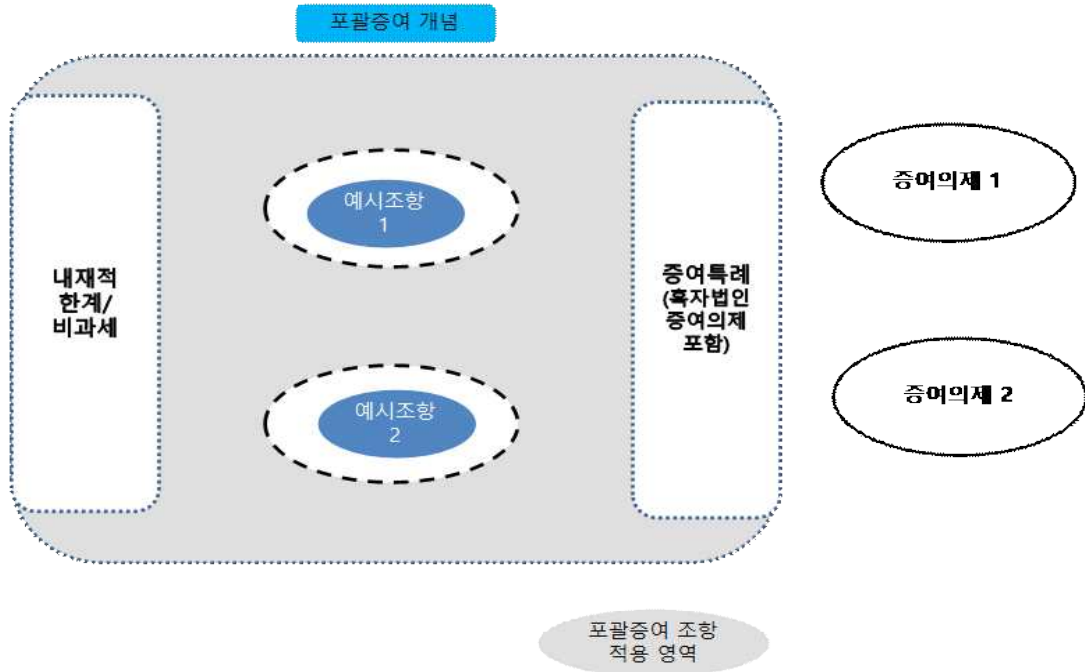 포괄증여 개념
증여의제 1
예시조항
1
내재적
한계/
비과세
증여특례
(흑자법인
증여의제
포함)
예시조항
2
증여의제 2
포괄증여 조항
적용 영역